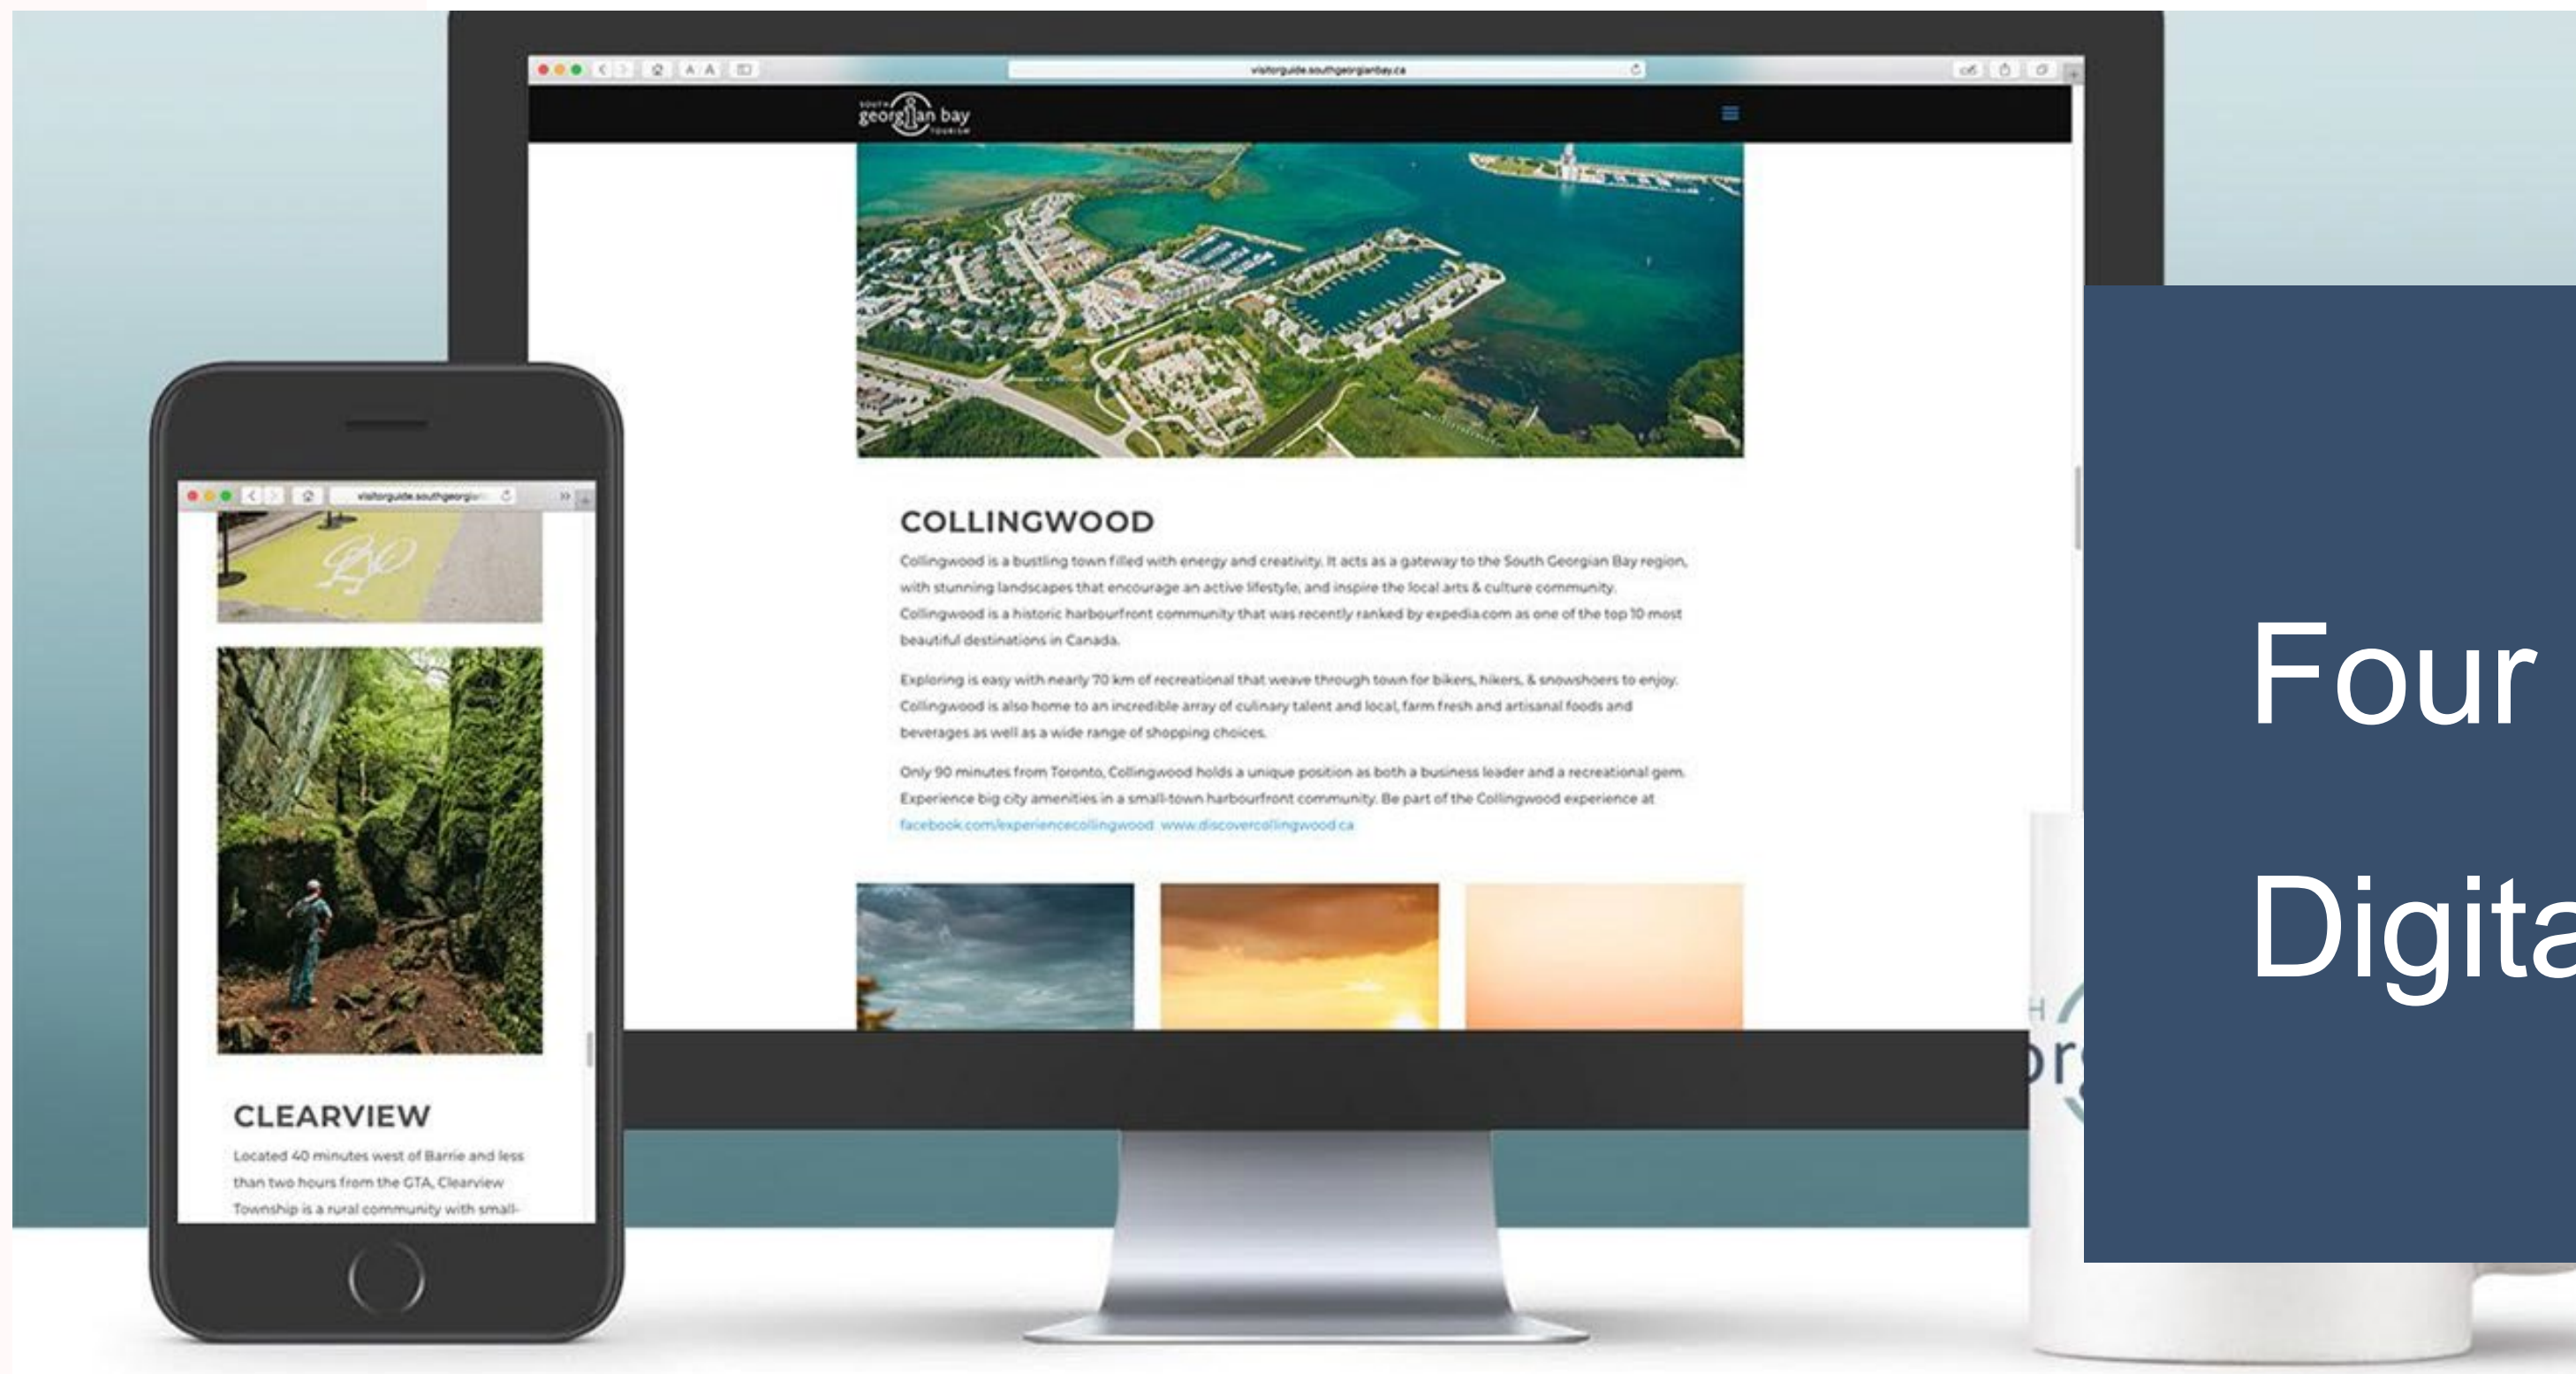 visitorguide.southgeorgianbay.ca
A A
SOUTH
georgian bay
TOURISM
COLLINGWOOD
Collingwood is a bustling town filled with energy and creativity. It acts as a gateway to the South Georgian Bay region,
with stunning landscapes that encourage an active lifestyle, and inspire the local arts & culture community.
Collingwood is a historic harbourfront community that was recently ranked by expedia.com as one of the top 10 most
beautiful destinations in Canada.
Exploring is easy with nearly 70 km of recreational that weave through town for bikers, hikers, & snowshoers to enjoy.
Collingwood is also home to an incredible array of culinary talent and local, farm fresh and artisanal foods and
beverages as well as a wide range of shopping choices.
Only 90 minutes from Toronto, Collingwood holds a unique position as both a business leader and a recreational gem.
Experience big city amenities in a small-town harbourfront community. Be part of the Collingwood experience at
facebook.com/experiencecollingwood www.discovercollingwood.ca
visitorguide.southgeorgian
CLEARVIEW
Located 40 minutes west of Barrie and less
than two hours from the GTA, Clearview
Township is a rural community with small-
Four
Digita
H
org